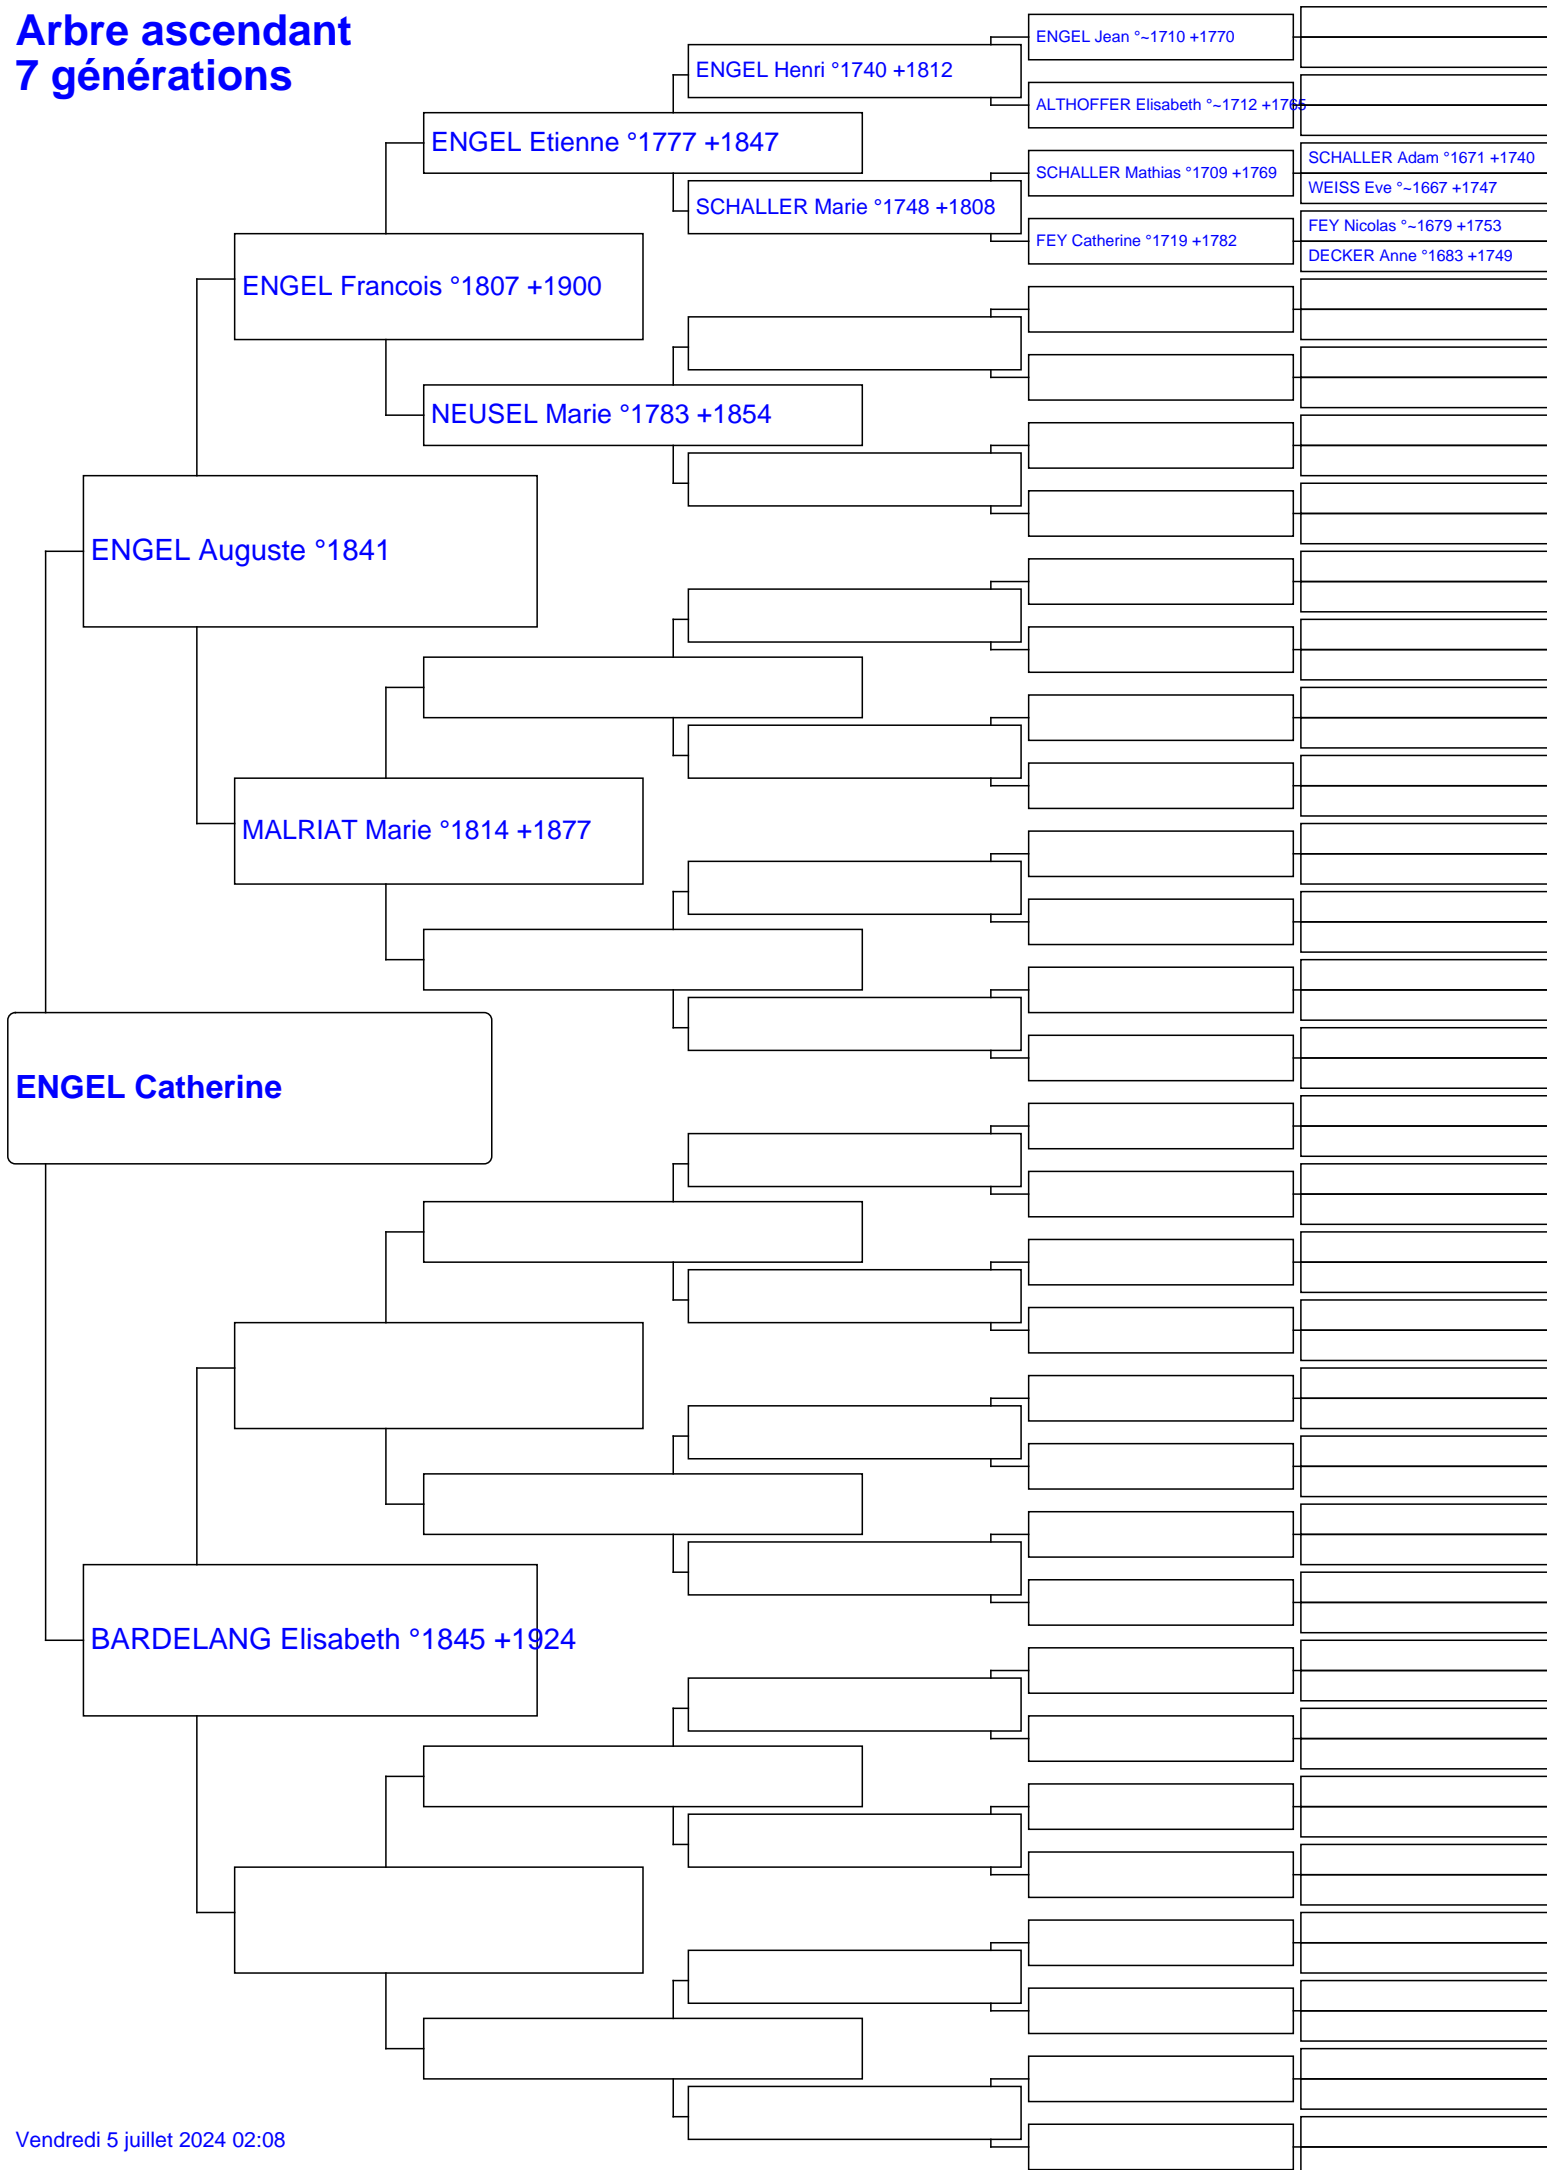 Arbre ascendant
7 générations
ENGEL Jean °~1710 +1770
ENGEL Henri °1740 +1812
ALTHOFFER Elisabeth °~1712 +1765
ENGEL Etienne °1777 +1847
SCHALLER Adam °1671 +1740
SCHALLER Mathias °1709 +1769
WEISS Eve °~1667 +1747
SCHALLER Marie °1748 +1808
FEY Nicolas °~1679 +1753
FEY Catherine °1719 +1782
DECKER Anne °1683 +1749
ENGEL Francois °1807 +1900
NEUSEL Marie °1783 +1854
ENGEL Auguste °1841
MALRIAT Marie °1814 +1877
ENGEL Catherine
BARDELANG Elisabeth °1845 +1924
Vendredi 5 juillet 2024 02:08